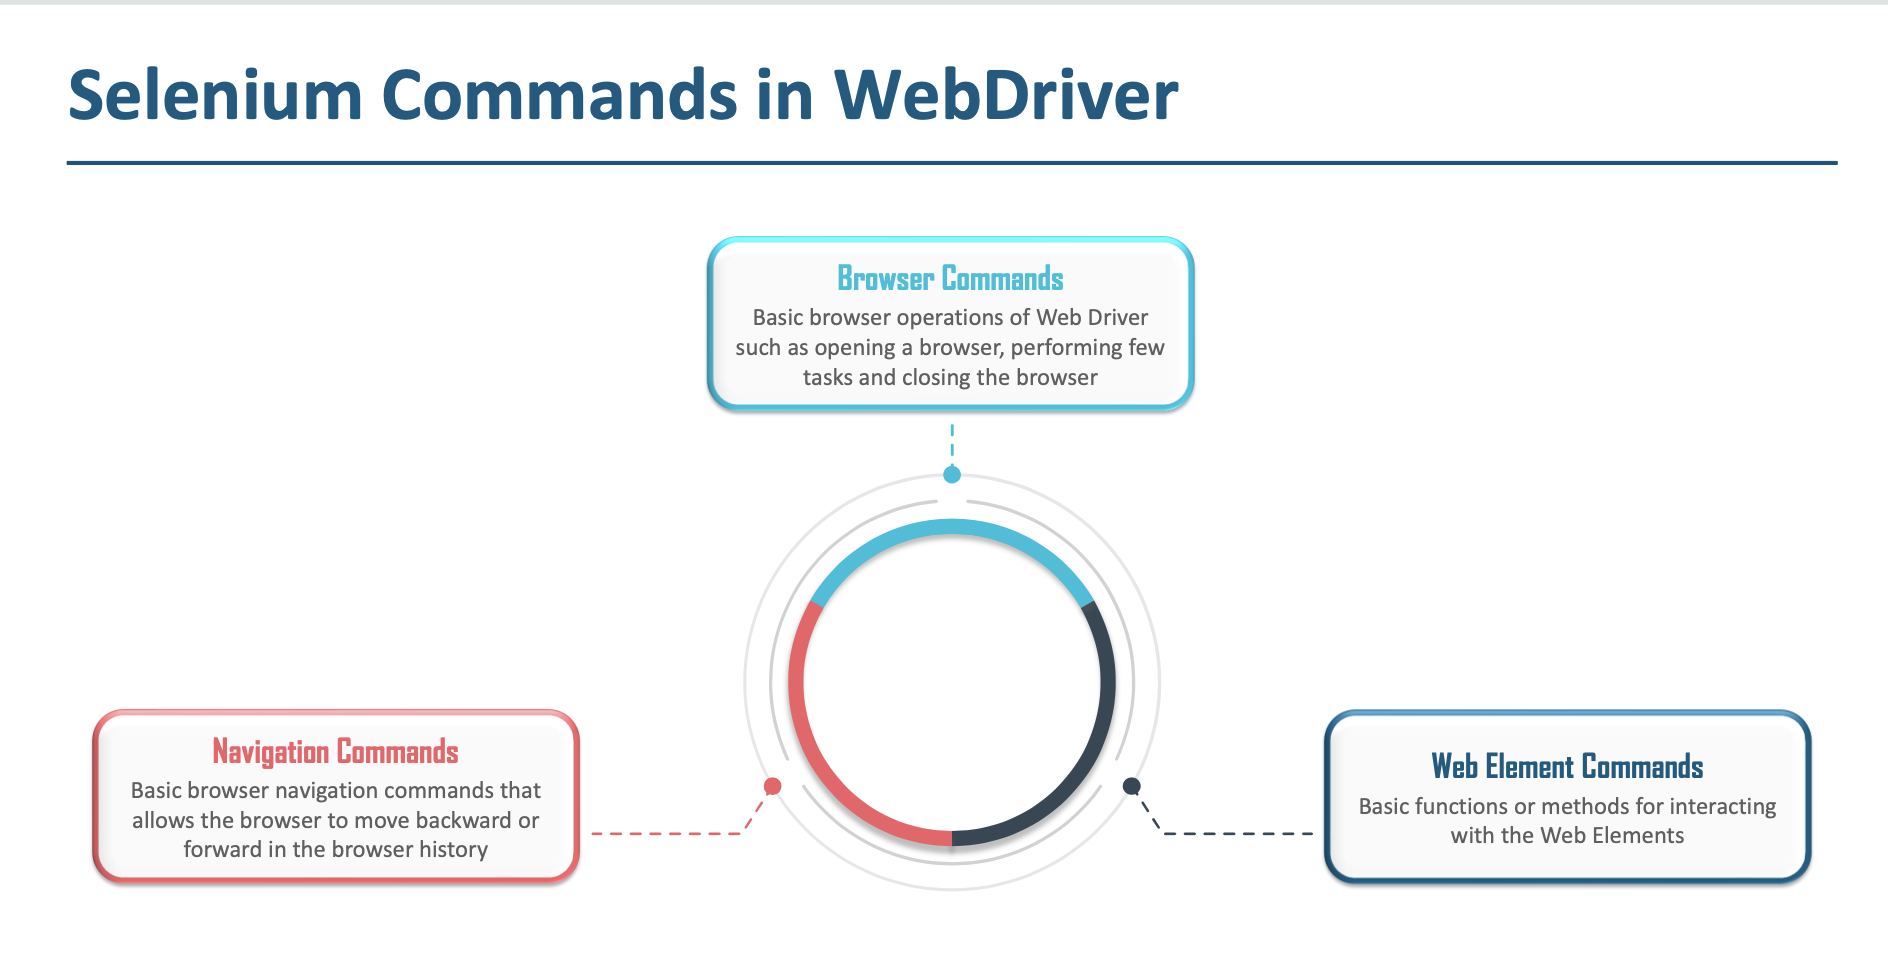 Selenium Commands in WebDriver
Browser Commands
Basic browser operations of Web Driver
such as opening a browser, performing few
tasks and closing the browser
Navigation Commands
Basic browser navigation commands that
allows the browser to move backward or
forward in the browser history
Web Element Commands
Basic functions or methods for interacting
with the Web Elements